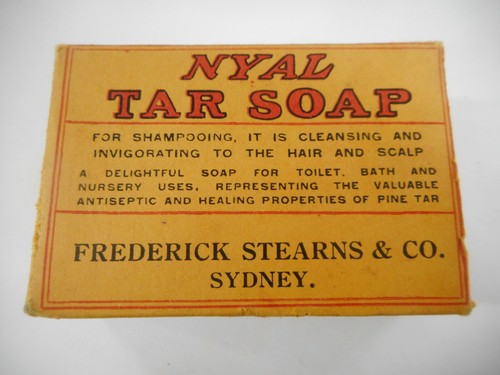 NYAL
TAR SOAP
FOR SHAMPOOING, IT IS CLEANSING AND
INVIGORATING TO THE HAIR AND SCALP
A DELIGHTFUL SOAP FOR TOILET, BATH AND
NURSERY USES, REPRESENTING THE VALUABLE
ANTISEPTIC AND HEALING PROPERTIES OF PINE TAR
FREDERICK STEARNS & CO.
SYDNEY.